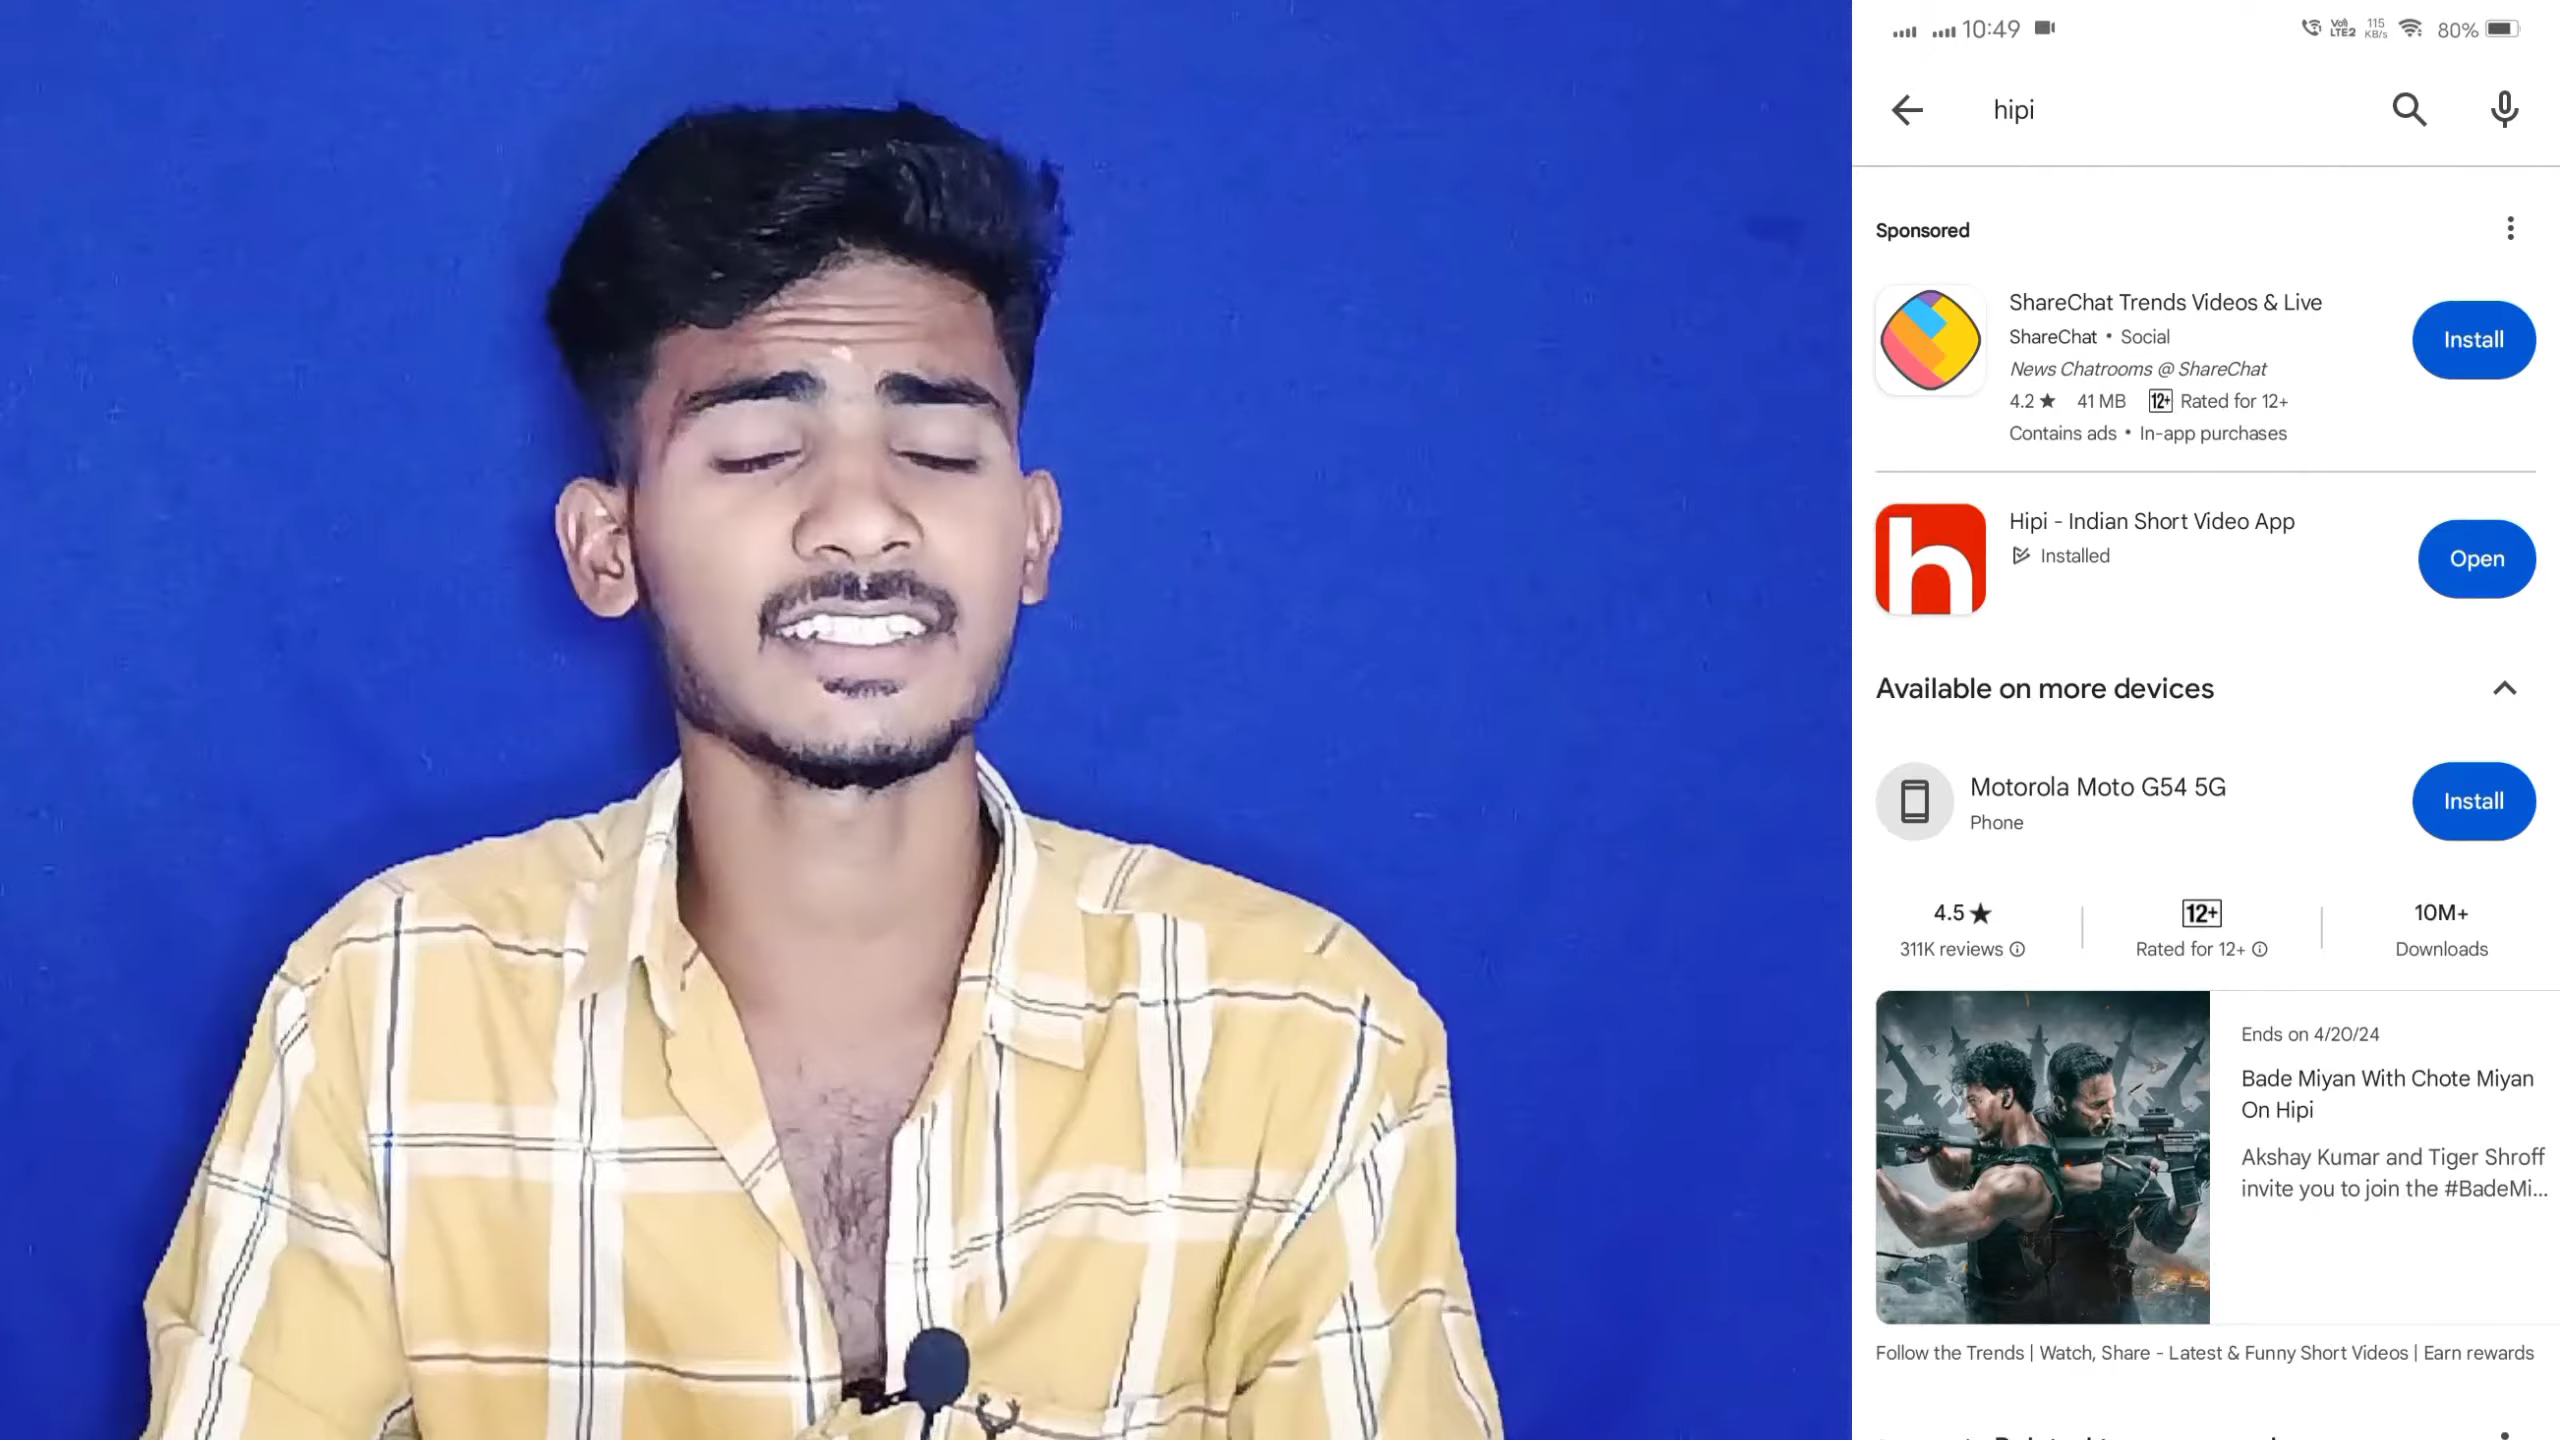 10:49
Vo)) LTE2
115 KB/s
80%
hipi
Sponsored
ShareChat Trends Videos & Live
ShareChat • Social
News Chatrooms @ ShareChat
4.2 ★ 41 MB 12+ Rated for 12+
Contains ads • In-app purchases
Install
h
Hipi - Indian Short Video App
Installed
Open
Available on more devices
Motorola Moto G54 5G
Phone
Install
4.5 ★
311K reviews
12+
Rated for 12+
10M+
Downloads
Ends on 4/20/24
Bade Miyan With Chote Miyan
On Hipi
Akshay Kumar and Tiger Shroff
invite you to join the #BadeMi...
Follow the Trends | Watch, Share - Latest & Funny Short Videos | Earn rewards